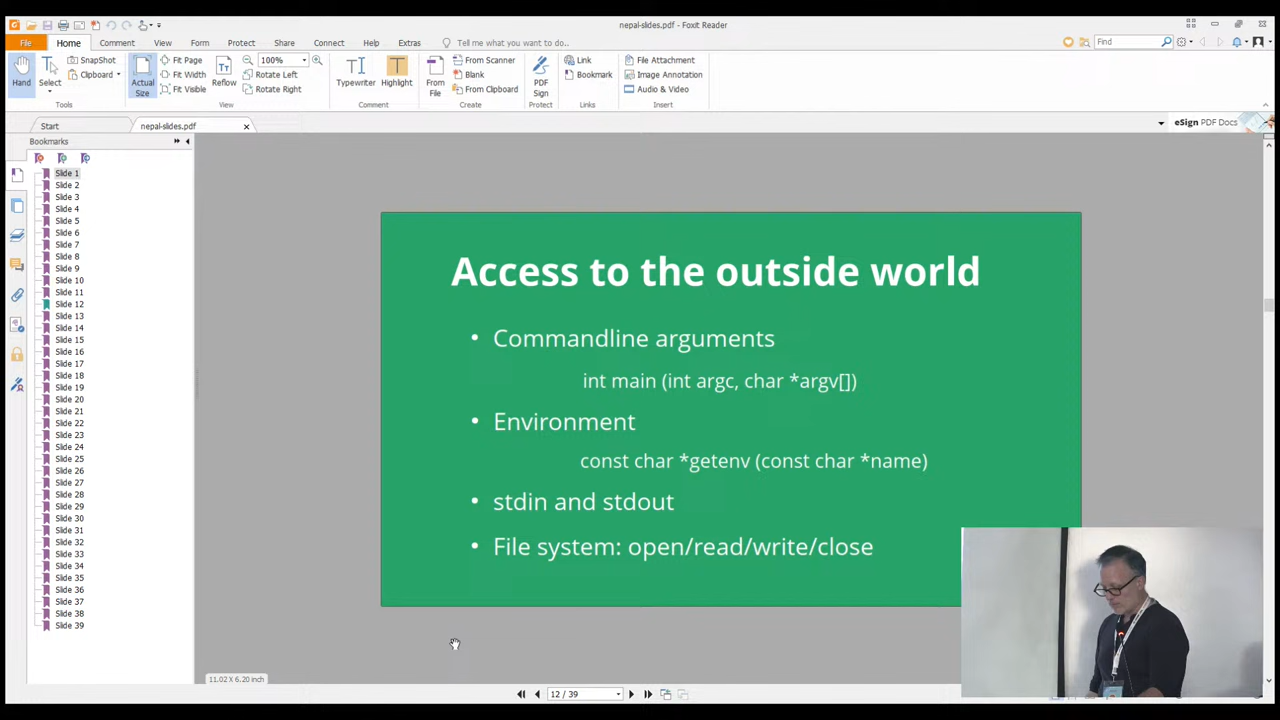 nepal-slides.pdf - Foxit Reader
File Home Comment View Form Protect Share Connect Help Extras Tell me what you want to do.. Find
Hand Select SnapShot Clipboard Actual Size Fit Page Fit Width Fit Visible Reflow 100% Rotate Left Rotate Right Typewriter Highlight From File From Scanner Blank From Clipboard PDF Sign Link Bookmark File Attachment Image Annotation Audio & Video
Tools View Comment Create Protect Links Insert
Start nepal-slides.pdf eSign PDF Docs
Bookmarks
Slide 1
Slide 2
Slide 3
Slide 4
Slide 5
Slide 6
Slide 7
Slide 8
Slide 9
Slide 10
Slide 11
Slide 12
Slide 13
Slide 14
Slide 15
Slide 16
Slide 17
Slide 18
Slide 19
Slide 20
Slide 21
Slide 22
Slide 23
Slide 24
Slide 25
Slide 26
Slide 27
Slide 28
Slide 29
Slide 30
Slide 31
Slide 32
Slide 33
Slide 34
Slide 35
Slide 36
Slide 37
Slide 38
Slide 39
Access to the outside world
• Commandline arguments
int main (int argc, char *argv[])
• Environment
const char *getenv (const char *name)
• stdin and stdout
• File system: open/read/write/close
11.02 X 6.20 inch
12 / 39